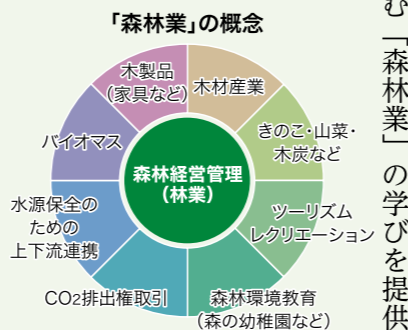 む「森林業」の学びを提供
「森林業」の概念
木材産業
きのこ・山菜・
木炭など
ツーリズム
レクリエーション
森林環境教育
(森の幼稚園など)
CO2排出権取引
水源保全の
ための
上下流連携
バイオマス
木製品
(家具など)
森林経営管理
(林業)